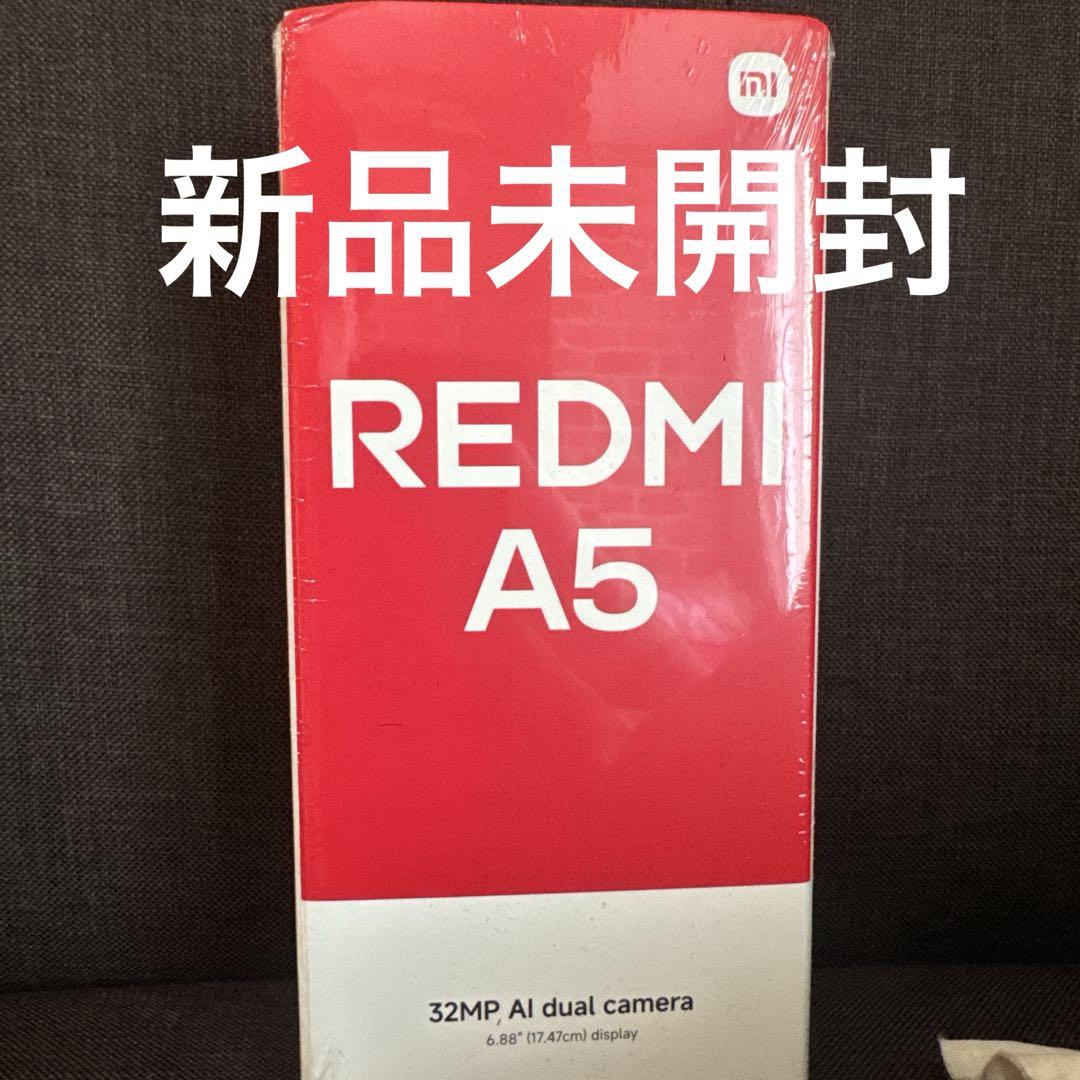 mi
新品未開封
REDMI
A5
32MP AI dual camera
6.88" (17.47cm) display